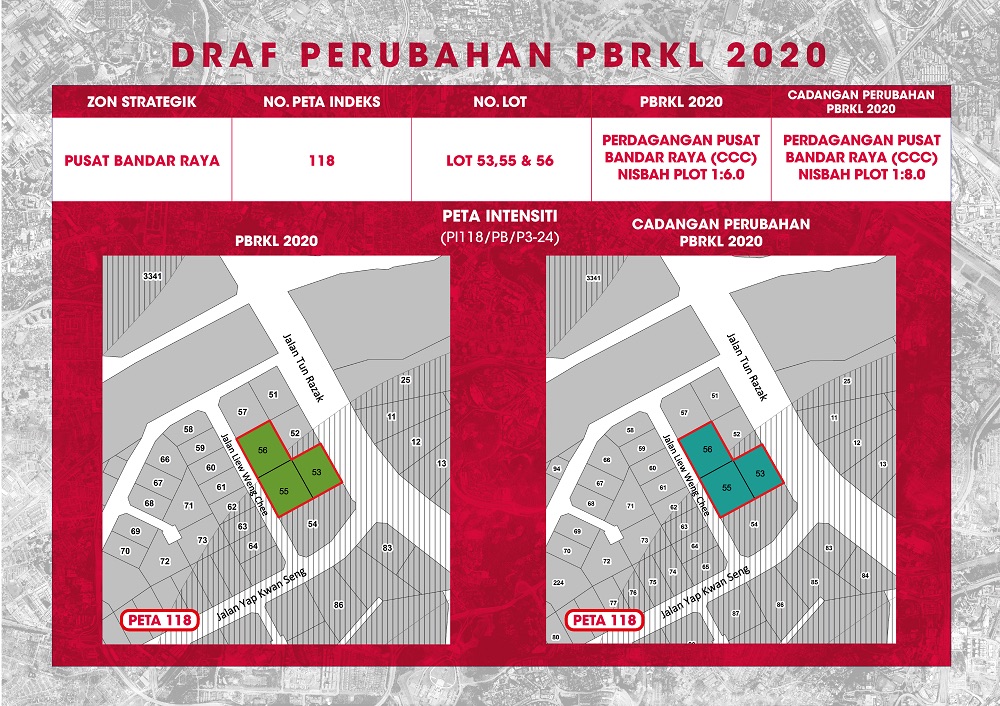 DRAF PERUBAHAN PBRKL 2020
ZON STRATEGIK
NO. PETA INDEKS
NO. LOT
PBRKL 2020
CADANGAN PERUBAHAN
PBRKL 2020
PUSAT BANDAR RAYA
118
LOT 53,55 & 56
PERDAGANGAN PUSAT
BANDAR RAYA (CCC)
NISBAH PLOT 1:6.0
PERDAGANGAN PUSAT
BANDAR RAYA (CCC)
NISBAH PLOT 1:8.0
PETA INTENSITI
(PI118/PB/P3-24)
PBRKL 2020
3341
Jalan Tun Razak
25
51
57
11
58
52
12
59
56
66
60
13
53
67
61
55
68
71
62
Jalan Liew Weng Chee
69
63
54
73
70
64
83
72
Jalan Yap Kwan Seng
86
PETA 118
CADANGAN PERUBAHAN
PBRKL 2020
3341
Jalan Tun Razak
25
51
57
11
58
52
12
59
56
66
94
60
13
53
67
61
55
68
71
62
Jalan Liew Weng Chee
69
63
54
73
70
64
83
72
65
74
84
224
75
85
77
76
Jalan Yap Kwan Seng
87
86
80
PETA 118